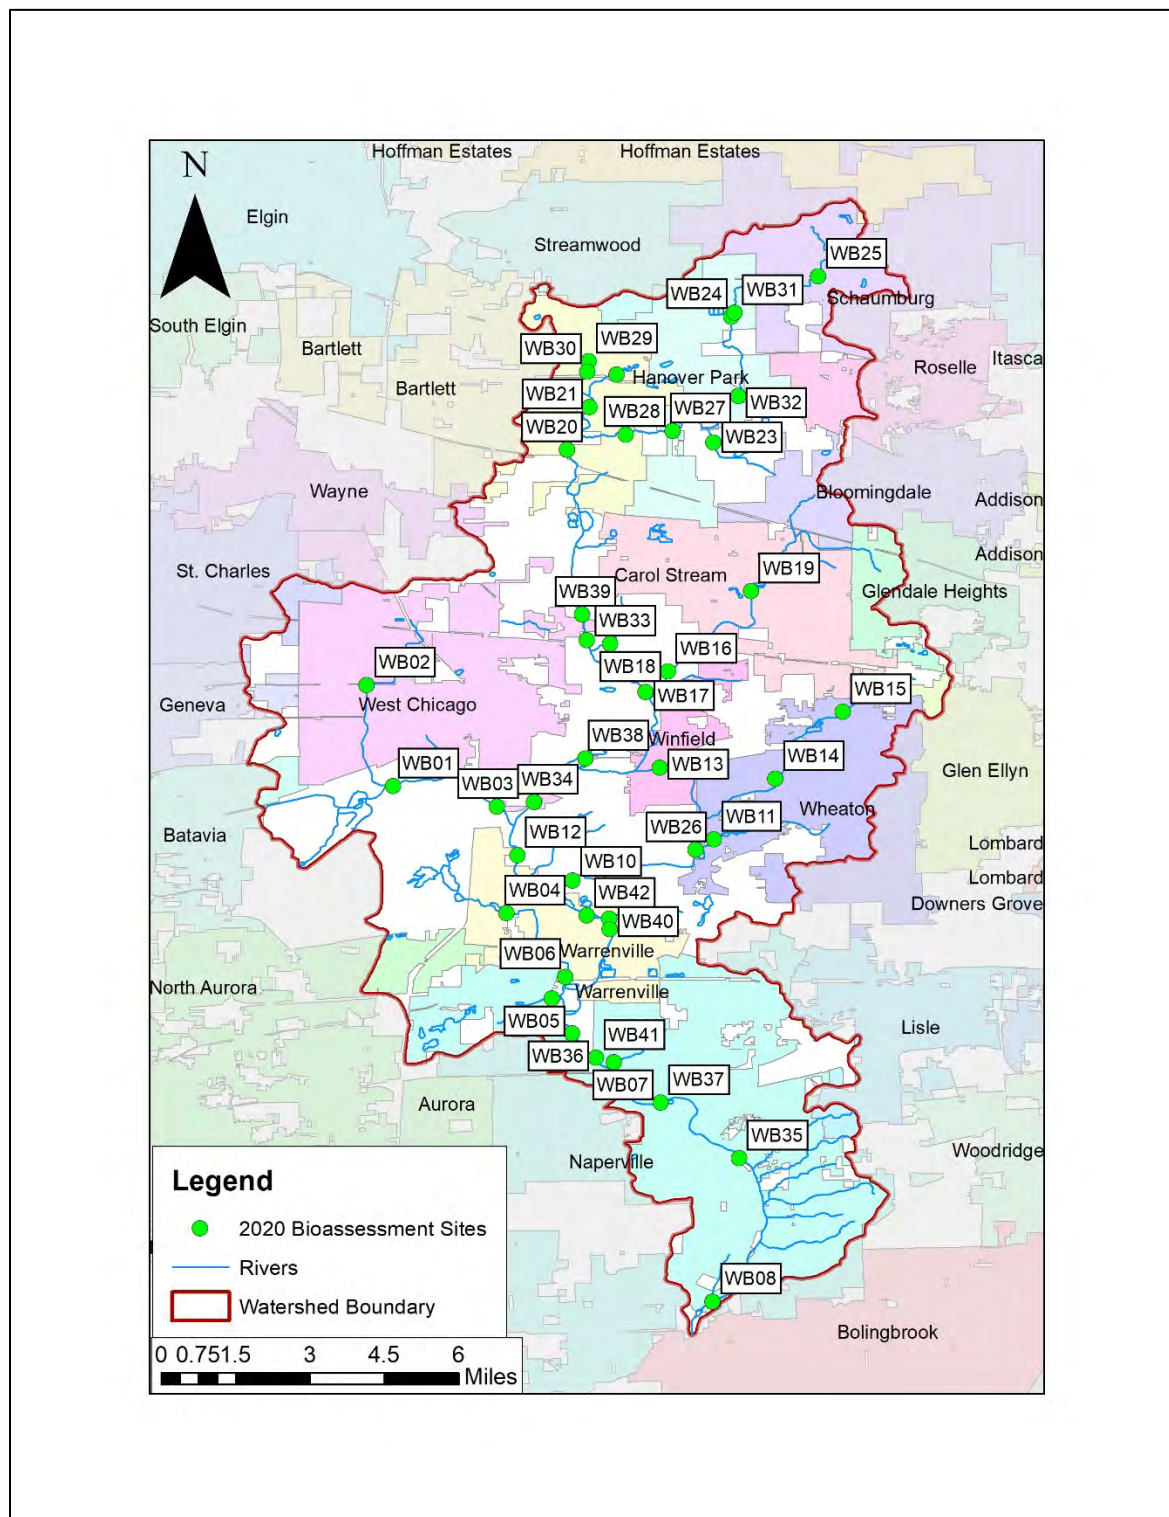 Hoffman Estates
Hoffman Estates
N
Elgin
Streamwood
WB25
WB24
WB31
Schaumburg
South Elgin
Bartlett
WB30
WB29
Itasca
Roselle
Hanover Park
Bartlett
WB21
WB28
WB27
WB32
WB20
WB23
Wayne
Bloomingdale
Addison
Addison
St. Charles
Carol Stream
WB19
WB39
Glendale Heights
WB33
WB02
WB18
WB16
WB15
Geneva
West Chicago
WB17
WB38
Winfield
WB13
WB14
Glen Ellyn
WB01
WB03
WB34
Wheaton
Batavia
WB12
WB26
WB11
Lombard
WB10
Lombard
WB04
WB42
Downers Grove
WB40
WB06
Warrenville
North Aurora
Warrenville
WB05
Lisle
WB41
WB36
WB07
WB37
Aurora
WB35
Woodridge
Naperville
Legend
2020 Bioassessment Sites
Rivers
Watershed Boundary
WB08
Bolingbrook
0 0.75 1.5 3 4.5 6
Miles